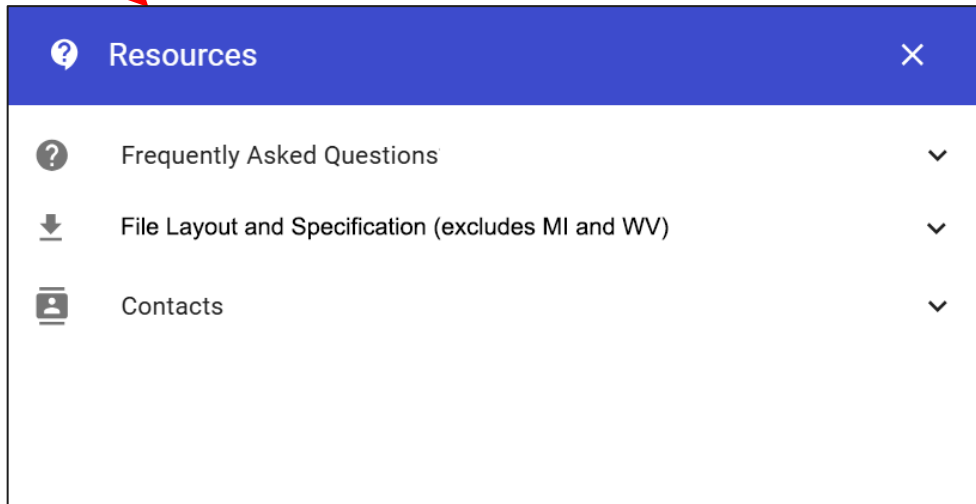 Resources
Frequently Asked Questions
File Layout and Specification (excludes MI and WV)
Contacts